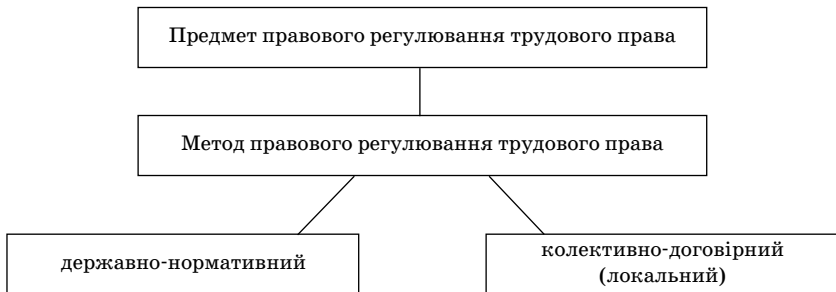 Предмет правового регулювання трудового права
Метод правового регулювання трудового права
державно-нормативний
колективно-договірний
(локальний)